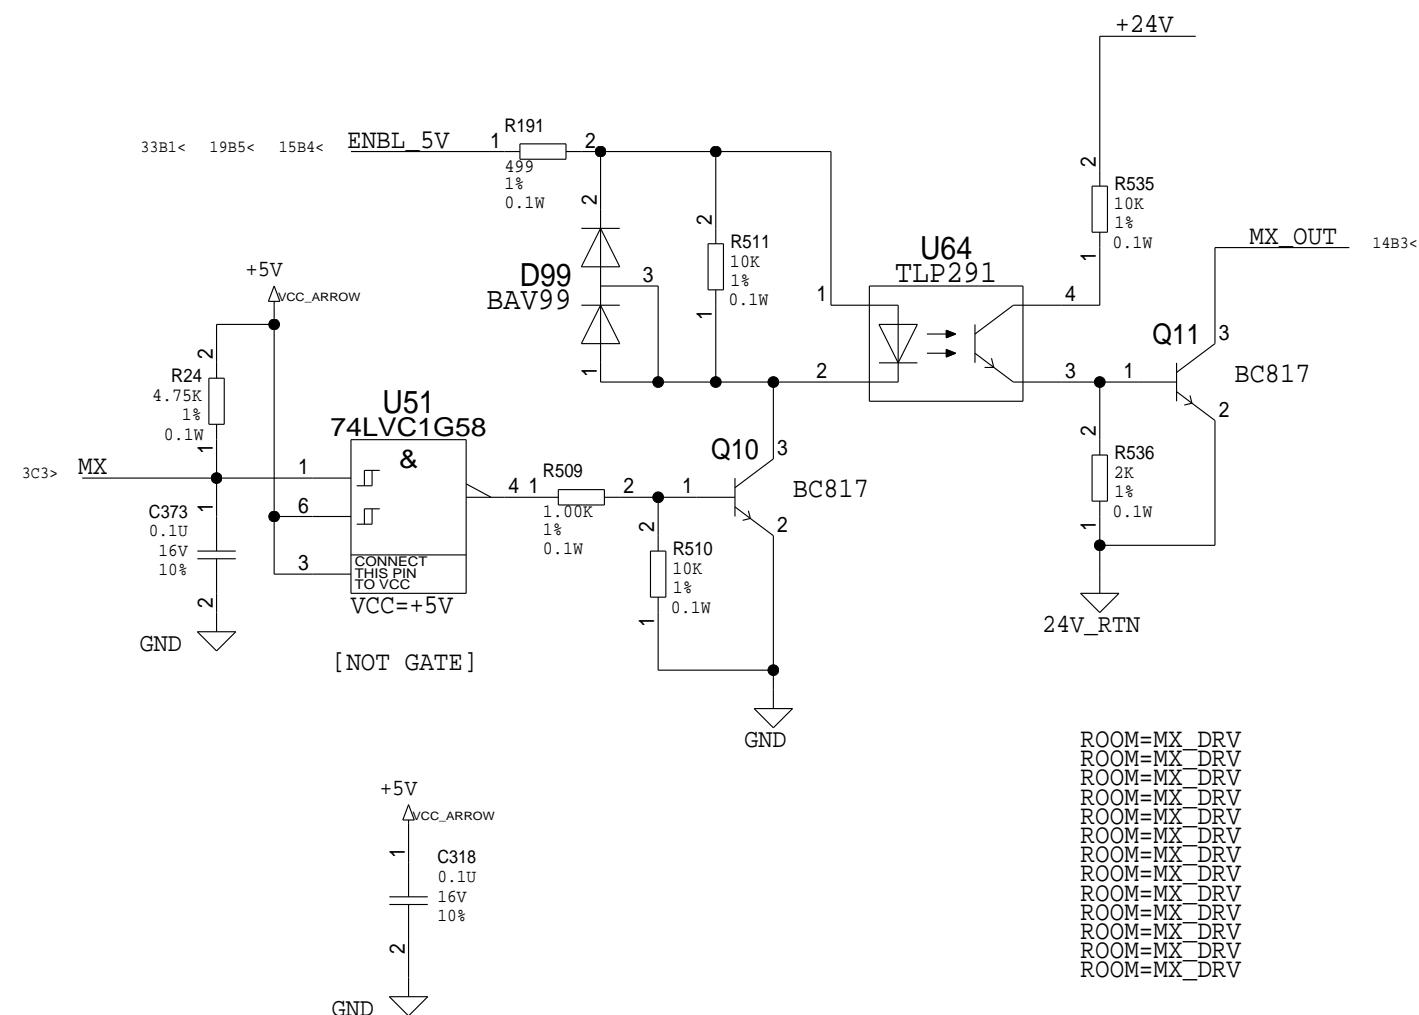 +24V
33B1< 19B5< 15B4< ENBL_5V 1 R191 2
499
1%
0.1W
2
2
2
R535
10K
1%
0.1W
1
MX_OUT 14B3<
R511
10K
1%
0.1W
1
D99
BAV99
3
1
U64
TLP291
1
4
2
3
1
Q11
3
BC817
2
+5V
VCC_ARROW
2
R24
4.75K
1%
0.1W
1
U51
74LVC1G58
&
3C3> MX
1
6
3
4
CONNECT
THIS PIN
TO VCC
VCC=+5V
[NOT GATE]
1
C373
0.1U
16V
10%
2
GND
1 R509 2
1.00K
1%
0.1W
1
Q10
3
BC817
2
2
R510
10K
1%
0.1W
1
GND
2
R536
2K
1%
0.1W
1
24V_RTN
+5V
VCC_ARROW
1
C318
0.1U
16V
10%
2
GND
ROOM=MX_DRV
ROOM=MX_DRV
ROOM=MX_DRV
ROOM=MX_DRV
ROOM=MX_DRV
ROOM=MX_DRV
ROOM=MX_DRV
ROOM=MX_DRV
ROOM=MX_DRV
ROOM=MX_DRV
ROOM=MX_DRV
ROOM=MX_DRV
ROOM=MX_DRV